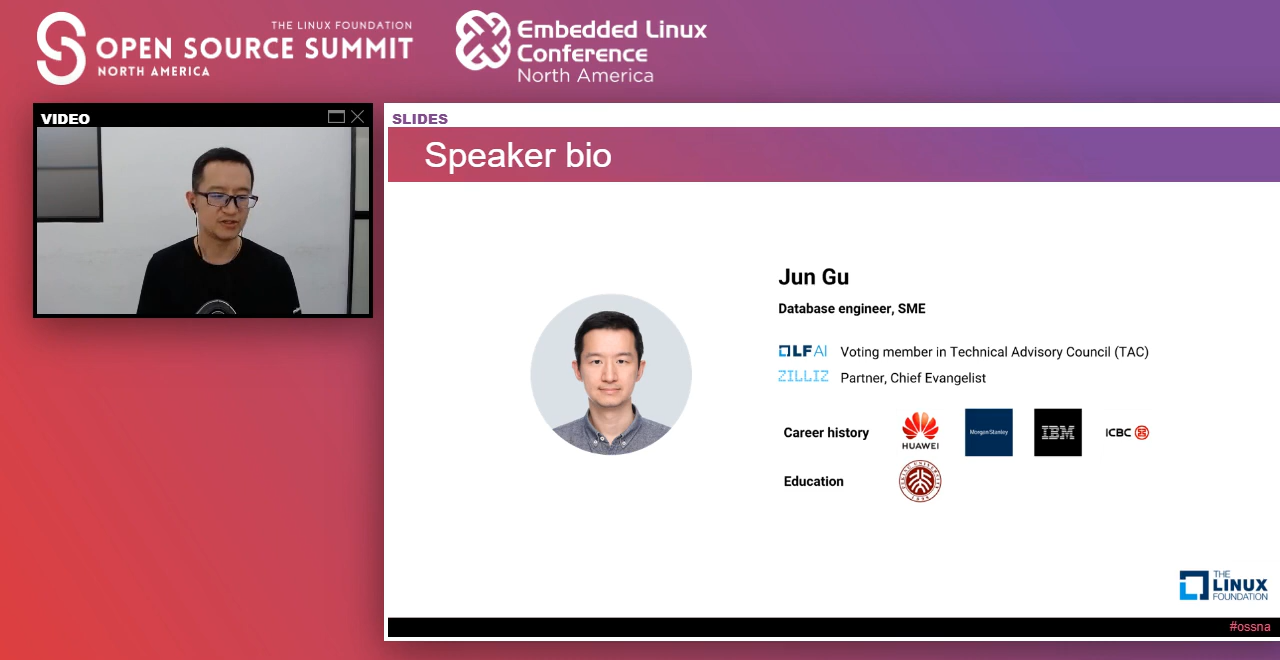 THE LINUX FOUNDATION
OPEN SOURCE SUMMIT
NORTH AMERICA
Embedded Linux
Conference
North America
VIDEO
SLIDES
Speaker bio
Jun Gu
Database engineer, SME
LF AI Voting member in Technical Advisory Council (TAC)
ZILLIZ Partner, Chief Evangelist
Career history
HUAWEI
Morgan Stanley
IBM
ICBC
Education
THE
LINUX
FOUNDATION
#ossna